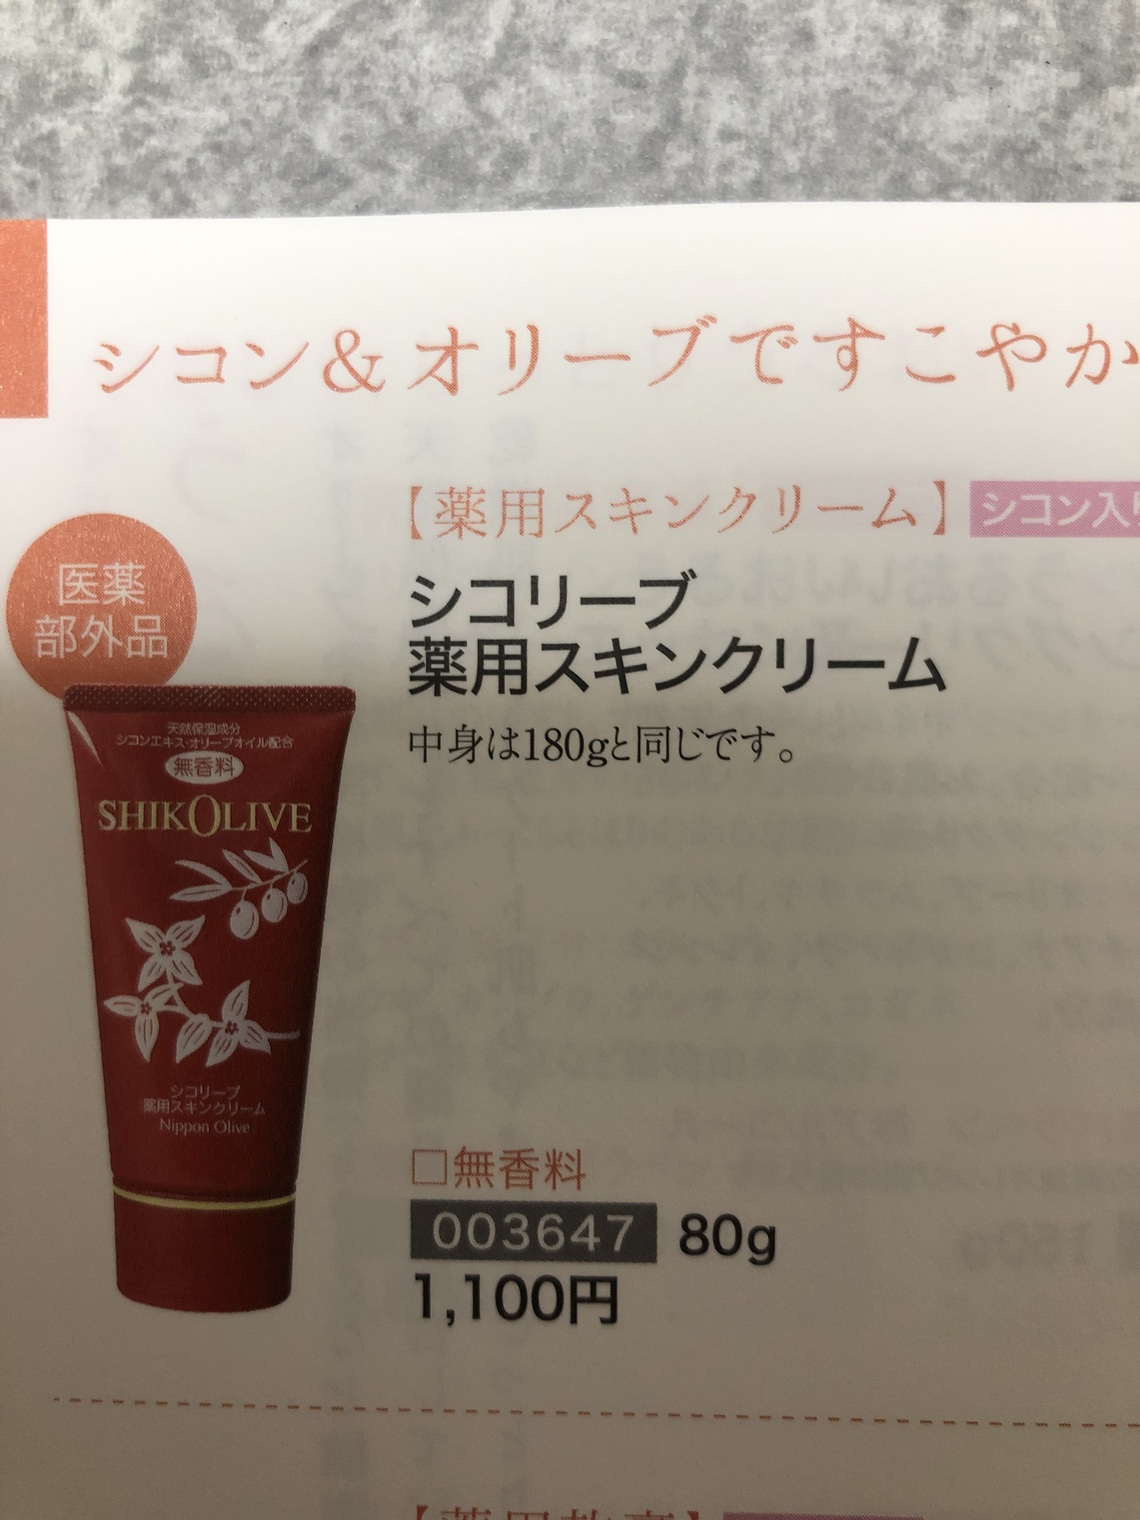 シコン&オリーブですこやか
【薬用スキンクリーム】 シコン入り
医薬
部外品
シコリーブ
薬用スキンクリーム
中身は180gと同じです。
天然保湿成分
シコンエキス・オリーブオイル配合
無香料
SHIKOLIVE
シコリーブ
薬用スキンクリーム
Nippon Olive
□無香料
003647 80g
1,100円